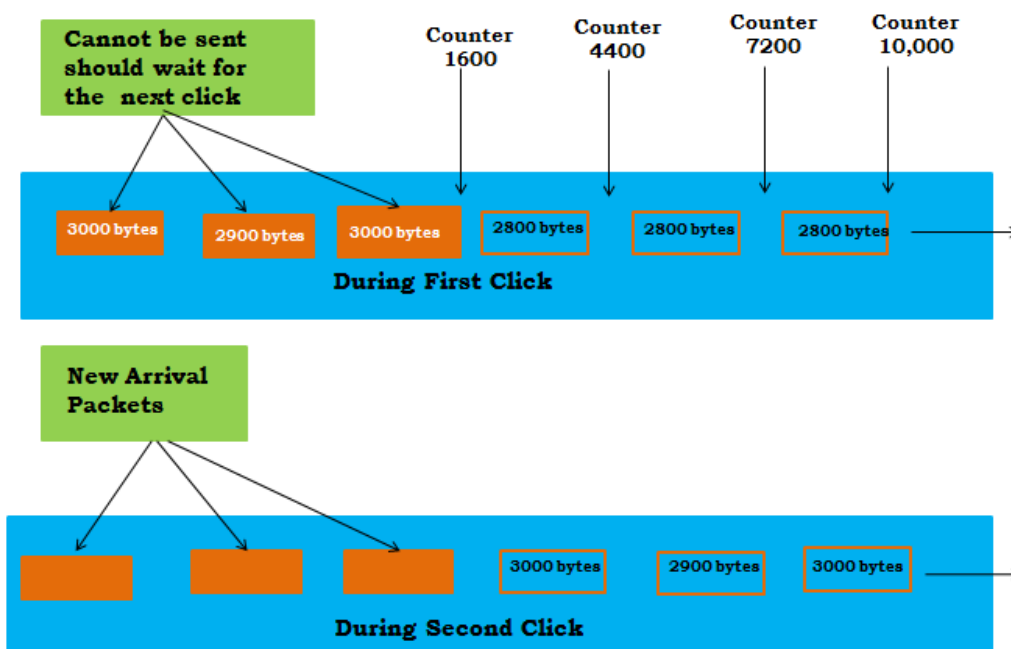 Cannot be sent
should wait for
the next click
Counter
1600
Counter
4400
Counter
7200
Counter
10,000
3000 bytes
2900 bytes
3000 bytes
2800 bytes
2800 bytes
2800 bytes
During First Click
New Arrival
Packets
3000 bytes
2900 bytes
3000 bytes
During Second Click